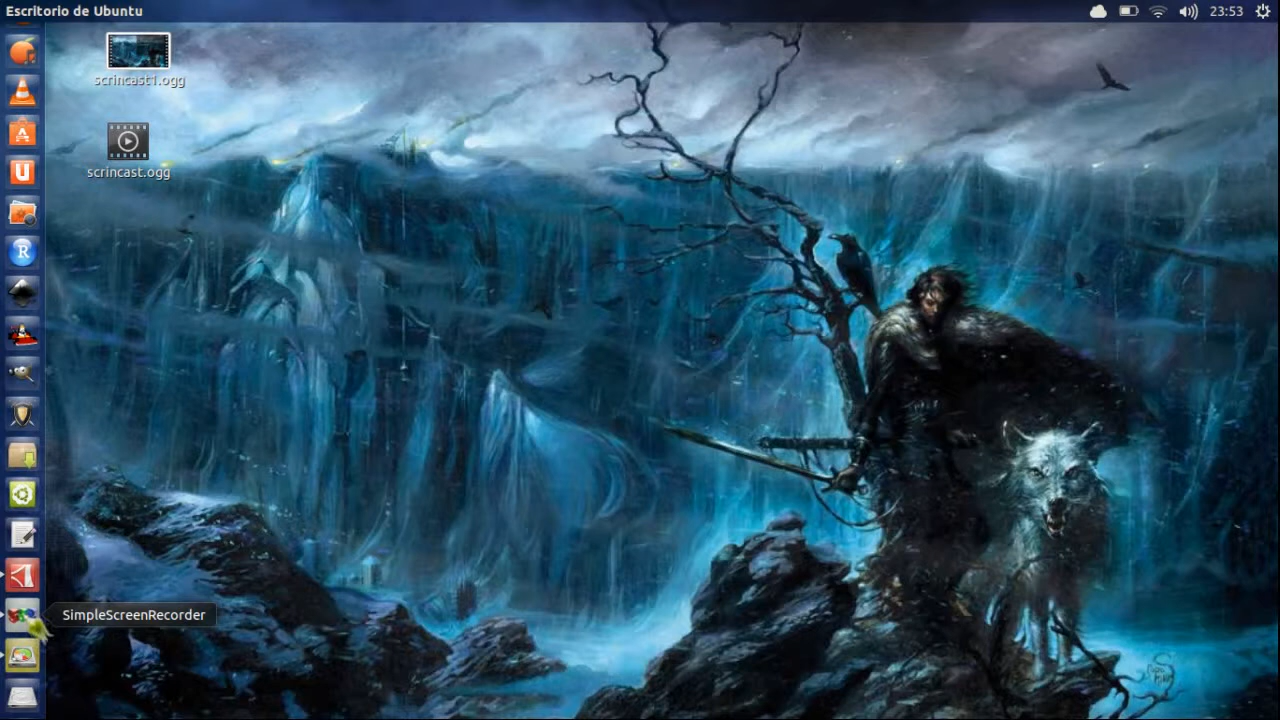 Escritorio de Ubuntu
23:53
scrincast1.ogg
scrincast.ogg
SimpleScreenRecorder